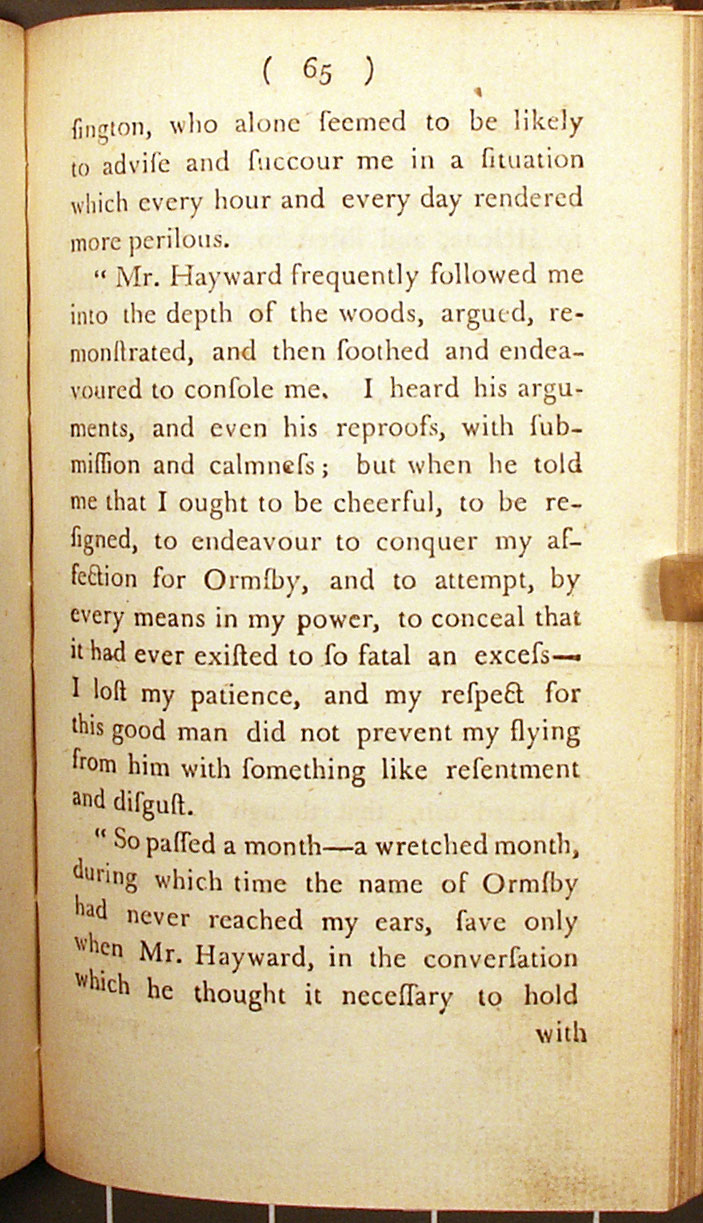 ( 65 )
ſington, who alone ſeemed to be likely
to adviſe and ſuccour me in a ſituation
which every hour and every day rendered
more perilous.
“ Mr. Hayward frequently followed me
into the depth of the woods, argued, re-
monſtrated, and then ſoothed and endea-
voured to conſole me. I heard his argu-
ments, and even his reproofs, with ſub-
miſſion and calmneſs; but when he told
me that I ought to be cheerful, to be re-
ſigned, to endeavour to conquer my af-
fection for Ormſby, and to attempt, by
every means in my power, to conceal that
it had ever exiſted to ſo fatal an exceſs—
I loſt my patience, and my reſpect for
this good man did not prevent my flying
from him with ſomething like reſentment
and diſguſt.
“ So paſſed a month—a wretched month,
during which time the name of Ormſby
had never reached my ears, ſave only
when Mr. Hayward, in the converſation
which he thought it neceſſary to hold
with